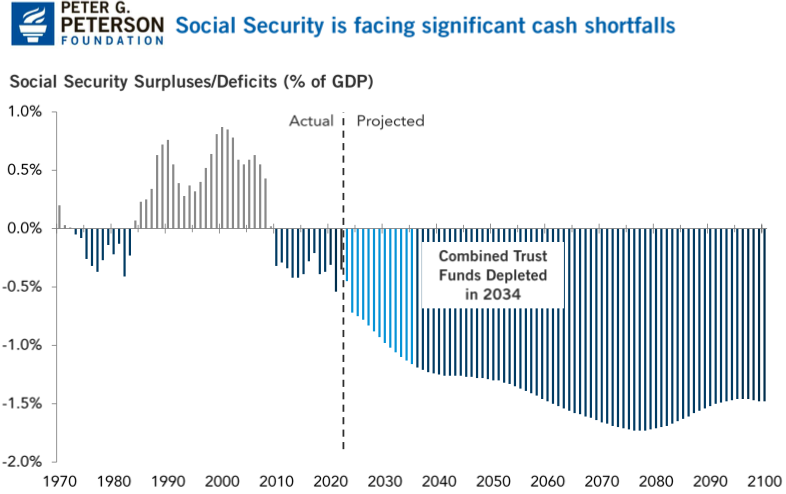 PETER G.
PETERSON
FOUNDATION
Social Security is facing significant cash shortfalls
Social Security Surpluses/Deficits (% of GDP)
1.0%
Actual
Projected
0.5%
0.0%
Combined Trust
Funds Depleted
in 2034
-0.5%
-1.0%
-1.5%
-2.0%
1970 1980 1990 2000 2010 2020 2030 2040 2050 2060 2070 2080 2090 2100